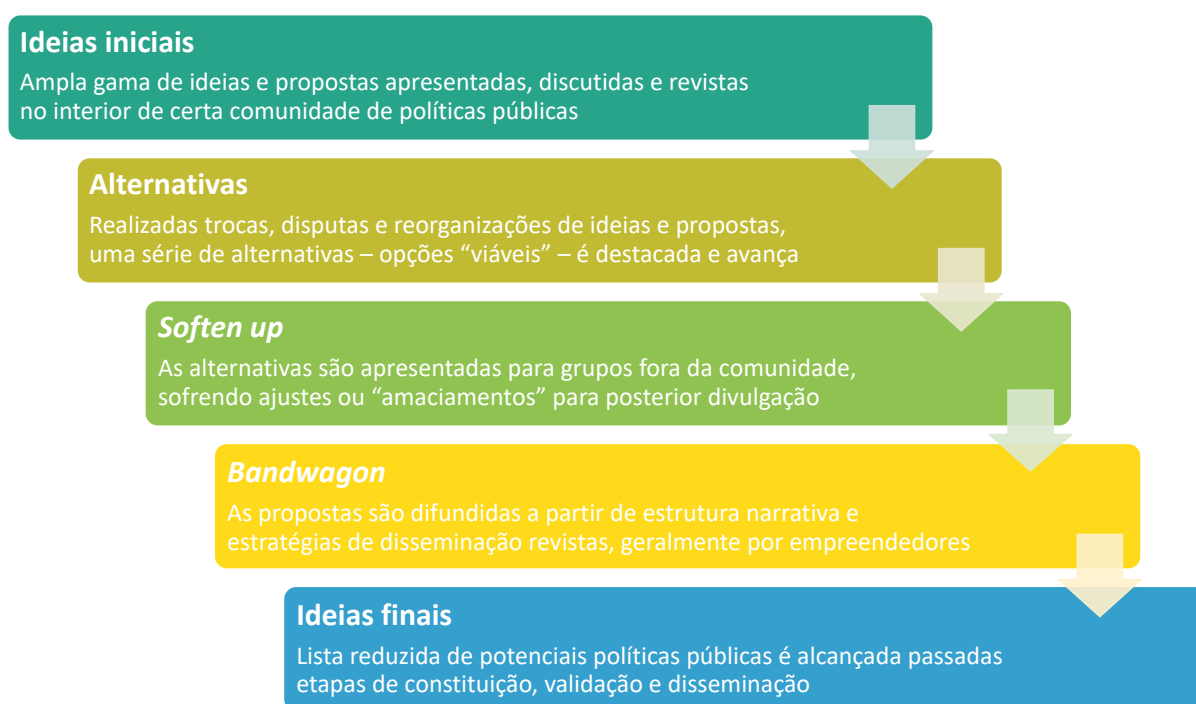 Ideias iniciais
Ampla gama de ideias e propostas apresentadas, discutidas e revistas
no interior de certa comunidade de políticas públicas
Alternativas
Realizadas trocas, disputas e reorganizações de ideias e propostas,
uma série de alternativas – opções “viáveis” – é destacada e avança
Soften up
As alternativas são apresentadas para grupos fora da comunidade,
sofrendo ajustes ou “amaciamentos” para posterior divulgação
Bandwagon
As propostas são difundidas a partir de estrutura narrativa e
estratégias de disseminação revistas, geralmente por empreendedores
Ideias finais
Lista reduzida de potenciais políticas públicas é alcançada passadas
etapas de constituição, validação e disseminação